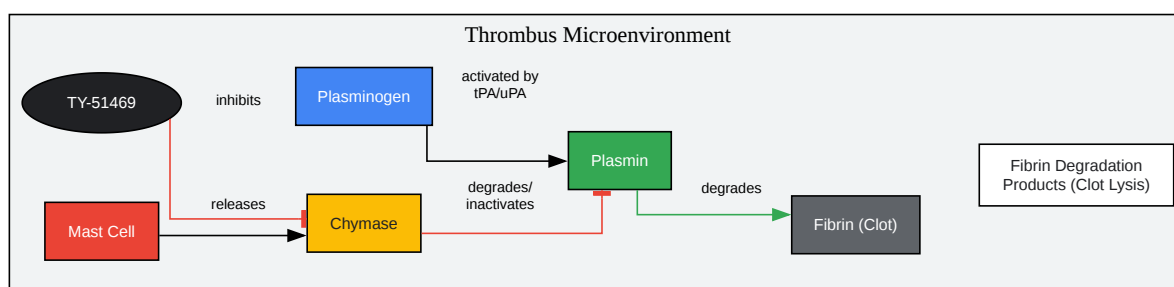 Thrombus Microenvironment
TY-51469
inhibits
Plasminogen
activated by
tPA/uPA
Plasmin
Fibrin Degradation
Products (Clot Lysis)
Mast Cell
releases
Chymase
degrades/
inactivates
degrades
Fibrin (Clot)